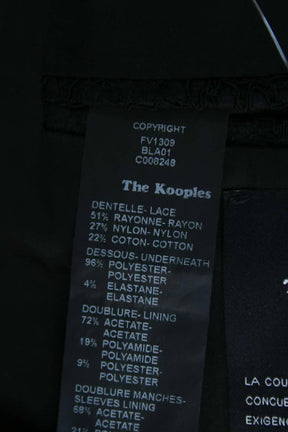 COPYRIGHT
FV1309
BLA01
C008248
The Kooples
DENTELLE-LACE
51% RAYONNE-RAYON
27% NYLON-NYLON
22% COTON-COTTON
DESSOUS-UNDERNEATH
96% POLYESTER-
POLYESTER
4% ELASTANE-
ELASTANE
DOUBLURE-LINING
72% ACETATE-
ACETATE
19% POLYAMIDE-
POLYAMIDE
9% POLYESTER-
POLYESTER
DOUBLURE MANCHES-
SLEEVES LINING
68% ACETATE-
ACETATE
LA COU
CONCUE
EXIGENC